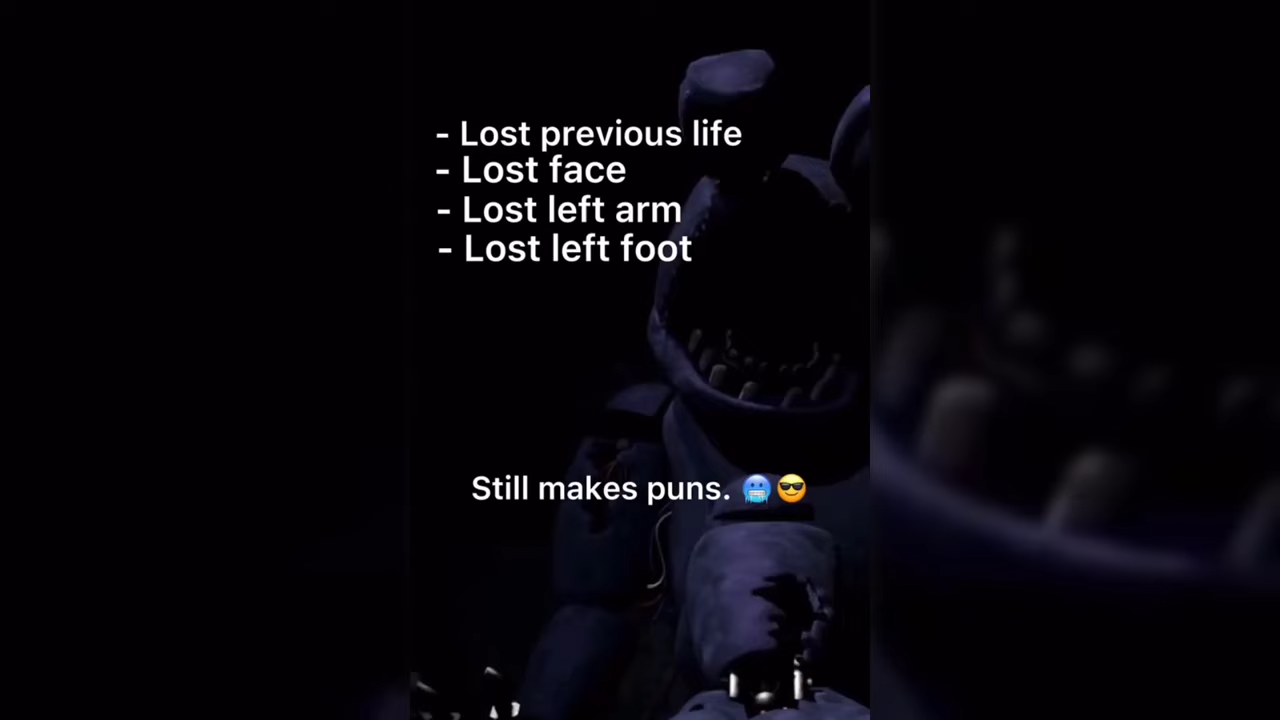 - Lost previous life
- Lost face
- Lost left arm
- Lost left foot
Still makes puns. 🥶😎